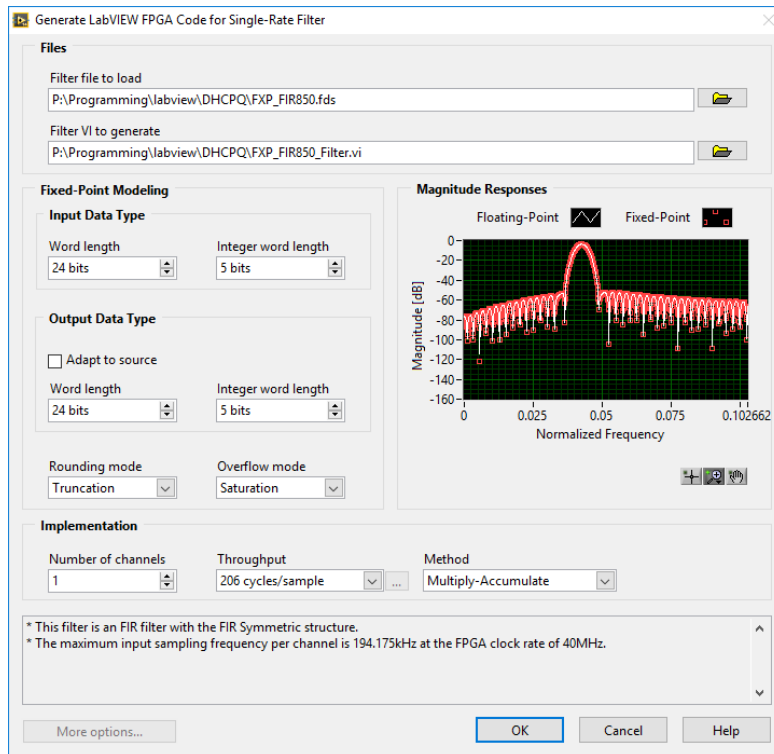 Generate LabVIEW FPGA Code for Single-Rate Filter
Files
Filter file to load
P:\Programming\labview\DHCPQ\FXP_FIR850.fds
Filter VI to generate
P:\Programming\labview\DHCPQ\FXP_FIR850_Filter.vi
Fixed-Point Modeling
Input Data Type
Word length
Integer word length
24 bits
5 bits
Output Data Type
Adapt to source
Word length
Integer word length
24 bits
5 bits
Rounding mode
Overflow mode
Truncation
Saturation
Magnitude Responses
Floating-Point
Fixed-Point
Magnitude [dB]
0
-20
-40
-60
-80
-100
-120
-140
-160
0
0.025
0.05
0.075
0.102662
Normalized Frequency
Implementation
Number of channels
Throughput
Method
1
206 cycles/sample
...
Multiply-Accumulate
* This filter is an FIR filter with the FIR Symmetric structure.
* The maximum input sampling frequency per channel is 194.175kHz at the FPGA clock rate of 40MHz.
More options...
OK
Cancel
Help